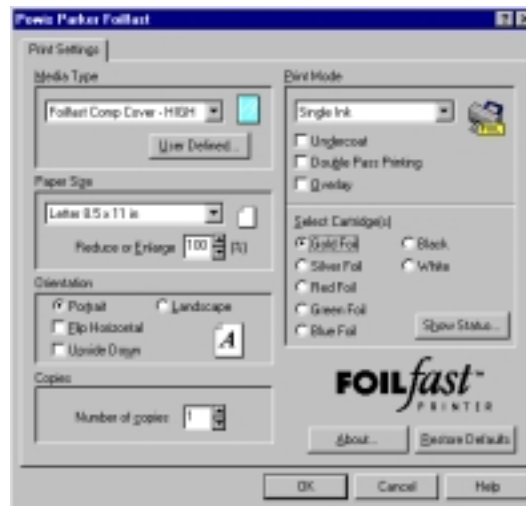 Powis Parker Foilfast
Print Settings
Media Type
Foilfast Comp Cover - HIGH
User Defined...
Paper Size
Letter 8.5 x 11 in
Reduce or Enlarge 100 (%)
Orientation
Portrait Landscape
Flip Horizontal
Upside Down
A
Copies
Number of copies: 1
Print Mode
Single Ink
FOIL
Undercoat
Double Pass Printing
Overlay
Select Cartridge(s)
Gold Foil Black
Silver Foil White
Red Foil
Green Foil
Blue Foil
Show Status...
FOILfast™
PRINTER
About... Restore Defaults
OK Cancel Help